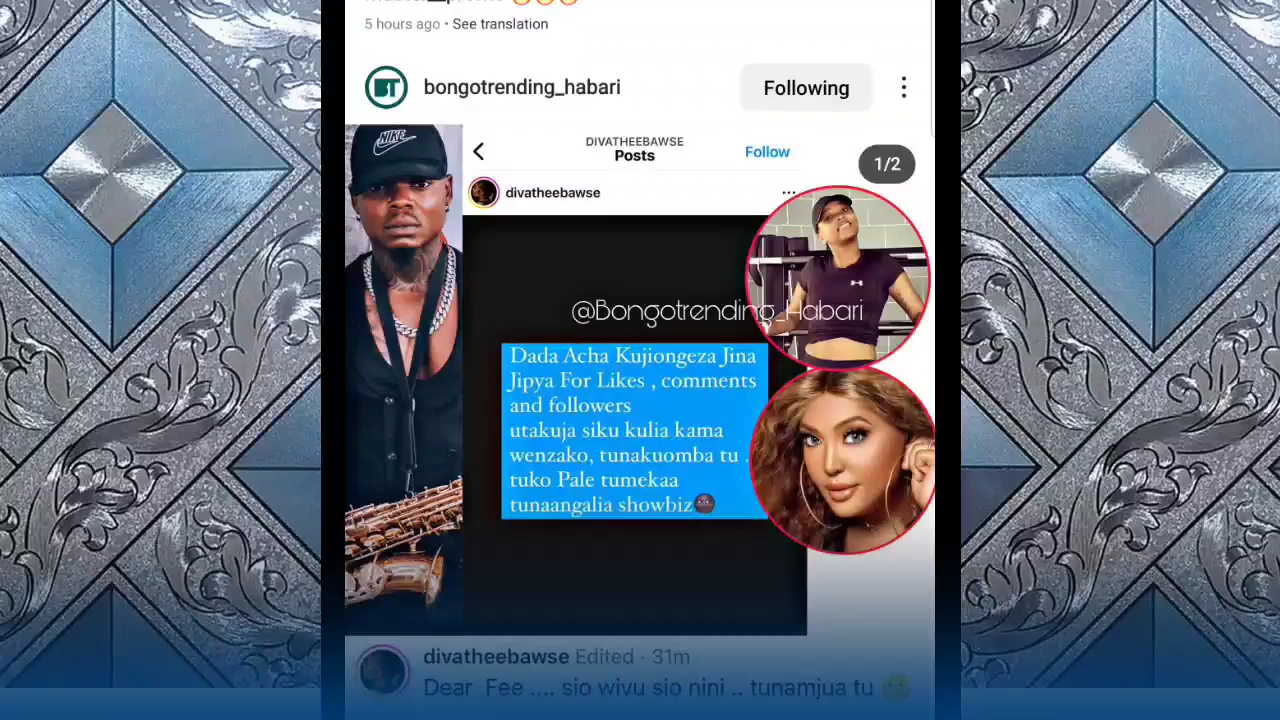 5 hours ago • See translation
BT
bongotrending_habari
Following
NIKE
DIVATHEEBAWSE
Posts
Follow
1/2
divatheebawse
@Bongotrending_Habari
Dada Acha Kujiongeza Jina
Jipya For Likes , comments
and followers
utakuja siku kulia kama
wenzako, tunakuomba tu .
tuko Pale tumekaa
tunaangalia showbiz🌚
divatheebawse Edited · 31m
Dear Fee .... sio wivu sio nini .. tunamjua tu